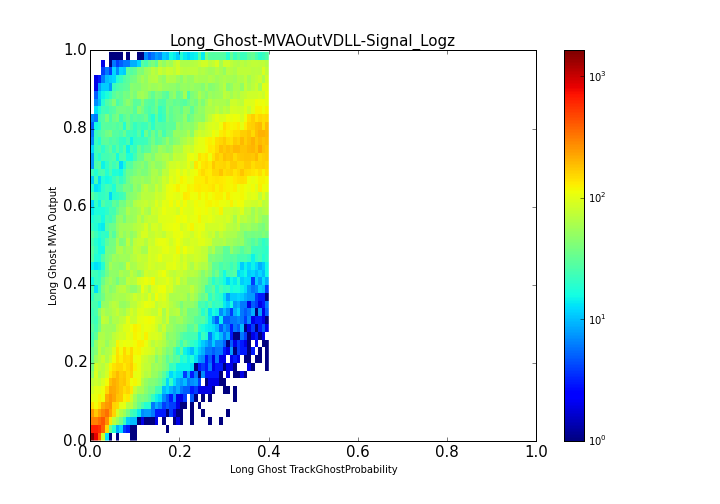 Long_Ghost-MVAOutVDLL-Signal_Logz
1.0
0.8
0.6
0.4
0.2
0.0
Long Ghost MVA Output
0.0 0.2 0.4 0.6 0.8 1.0
Long Ghost TrackGhostProbability
10³
10²
10¹
10⁰